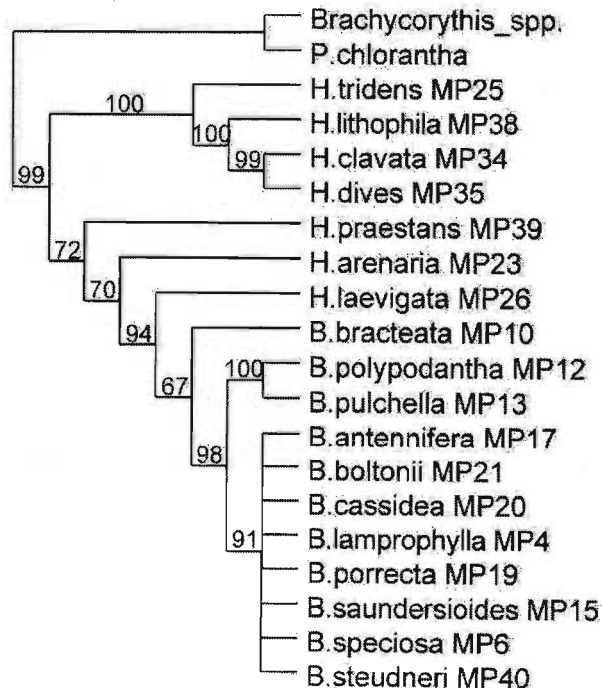 Brachycorythis_spp.
P.chlorantha
H.tridens MP25
100
H.lithophila MP38
100
H.clavata MP34
99
H.dives MP35
99
H.praestans MP39
72
H.arenaria MP23
70
H.laevigata MP26
94
B.bracteata MP10
67
B.polypodantha MP12
100
B.pulchella MP13
B.antennifera MP17
98
B.boltonii MP21
B.cassidea MP20
B.lamprophylla MP4
91
B.porrecta MP19
B.saundersioides MP15
B.speciosa MP6
B.steudneri MP40